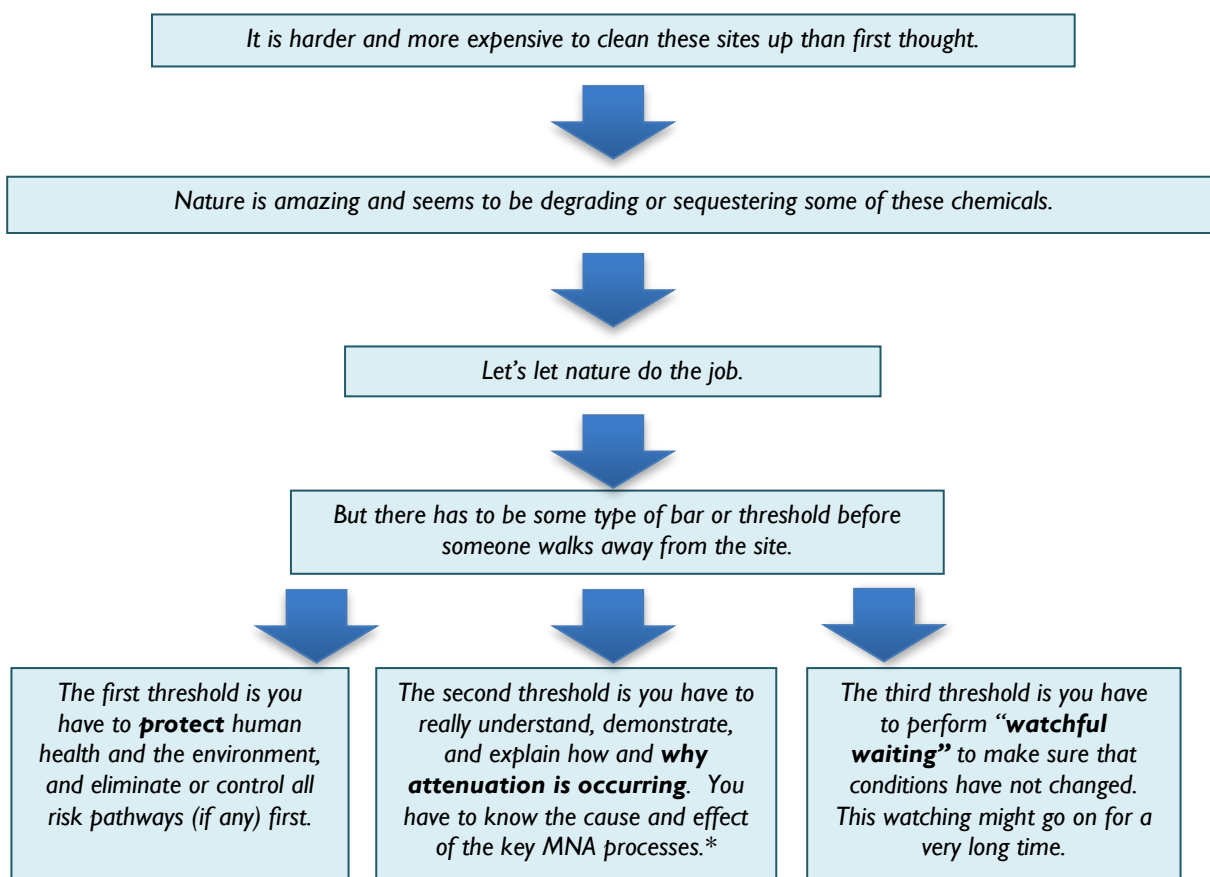 It is harder and more expensive to clean these sites up than first thought.
Nature is amazing and seems to be degrading or sequestering some of these chemicals.
Let’s let nature do the job.
But there has to be some type of bar or threshold before
someone walks away from the site.
The first threshold is you
have to protect human
health and the environment,
and eliminate or control all
risk pathways (if any) first.
The second threshold is you have to
really understand, demonstrate,
and explain how and why
attenuation is occurring. You
have to know the cause and effect
of the key MNA processes.*
The third threshold is you have
to perform “watchful
waiting” to make sure that
conditions have not changed.
This watching might go on for a
very long time.